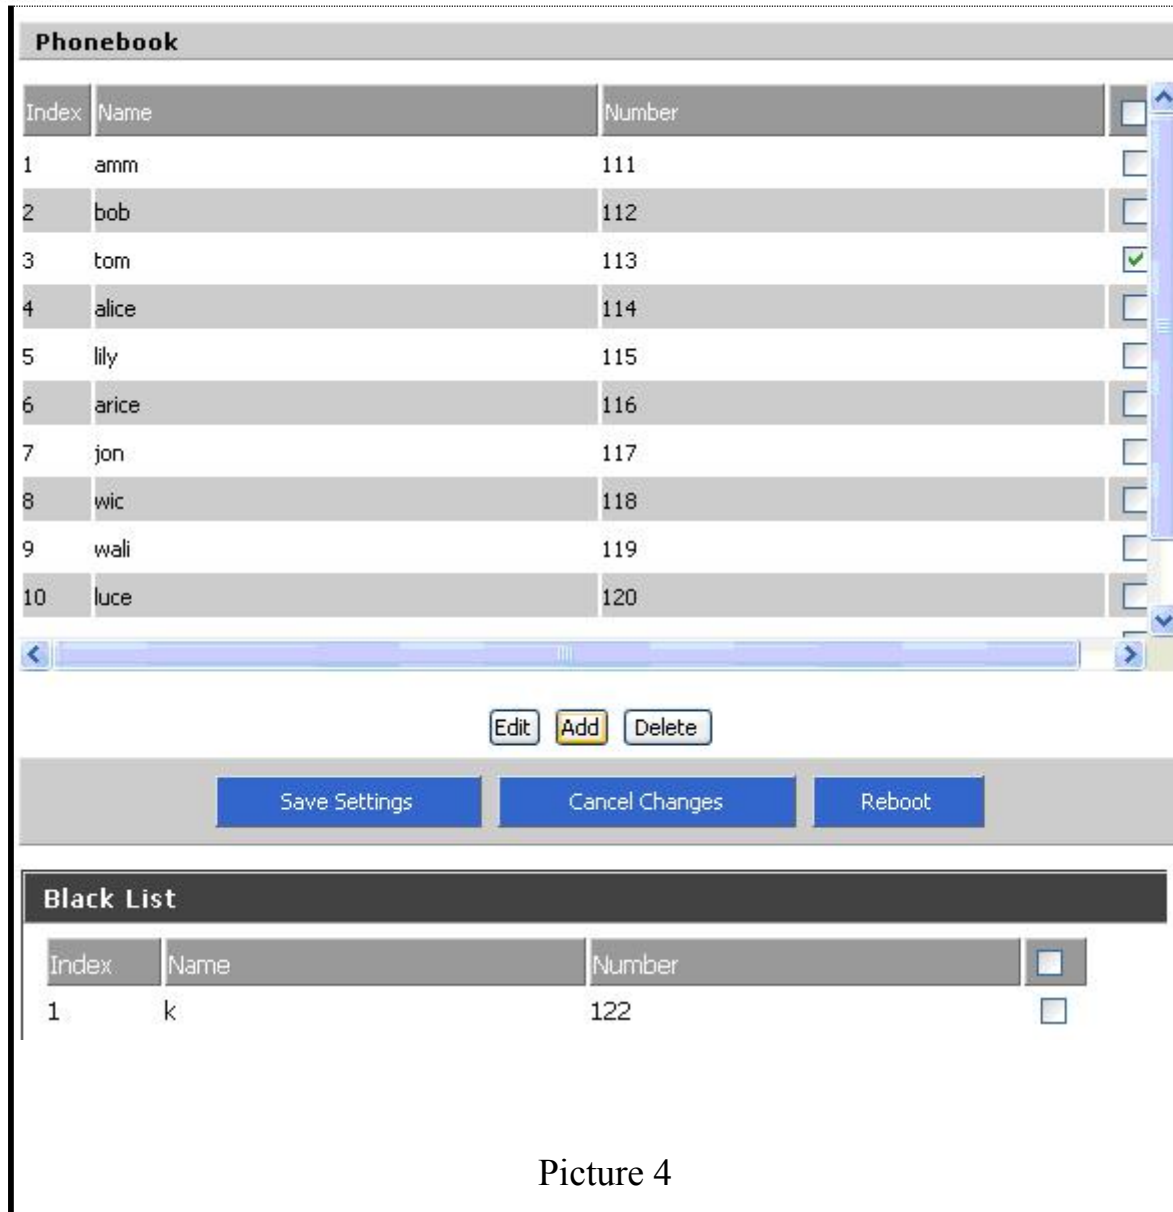 Phonebook
Index Name Number
1 amm 111
2 bob 112
3 tom 113
4 alice 114
5 lily 115
6 arice 116
7 jon 117
8 wic 118
9 wali 119
10 luce 120
Edit Add Delete
Save Settings Cancel Changes Reboot
Black List
Index Name Number
1 k 122
Picture 4